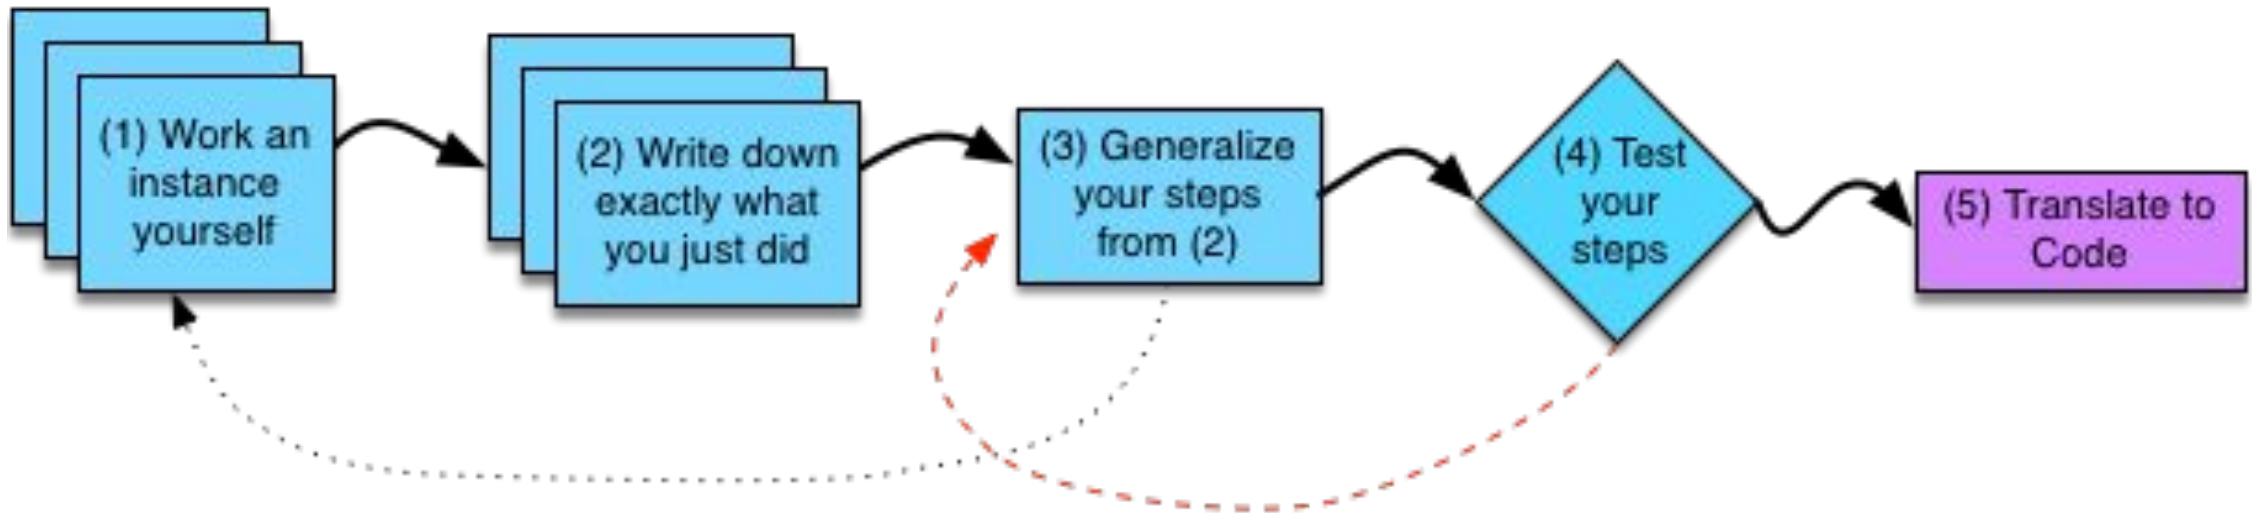 (1) Work an
instance
yourself
(2) Write down
exactly what
you just did
(3) Generalize
your steps
from (2)
(4) Test
your
steps
(5) Translate to
Code